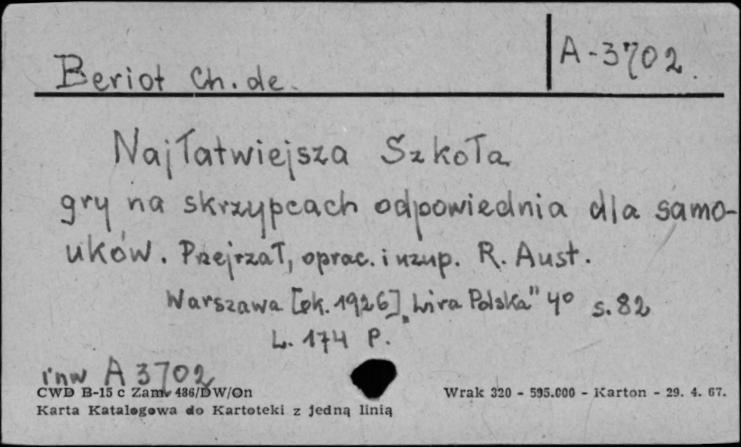 A-3702
Beriot Ch. de.
Najłatwiejsza Szkoła
gry na skrzypcach odpowiednia dla samo-
uków. Przejrzał, oprac. i uzup. R. Aust.
Warszawa [ok. 1926] „Lira Polska" 4° s. 82
L. 174 P.
inw A 3702
CWD B-15 c Zam. 486/DW/On
Wrak 320 - 595.000 - Karton - 29. 4. 67.
Karta Katalogowa do Kartoteki z jedną linią